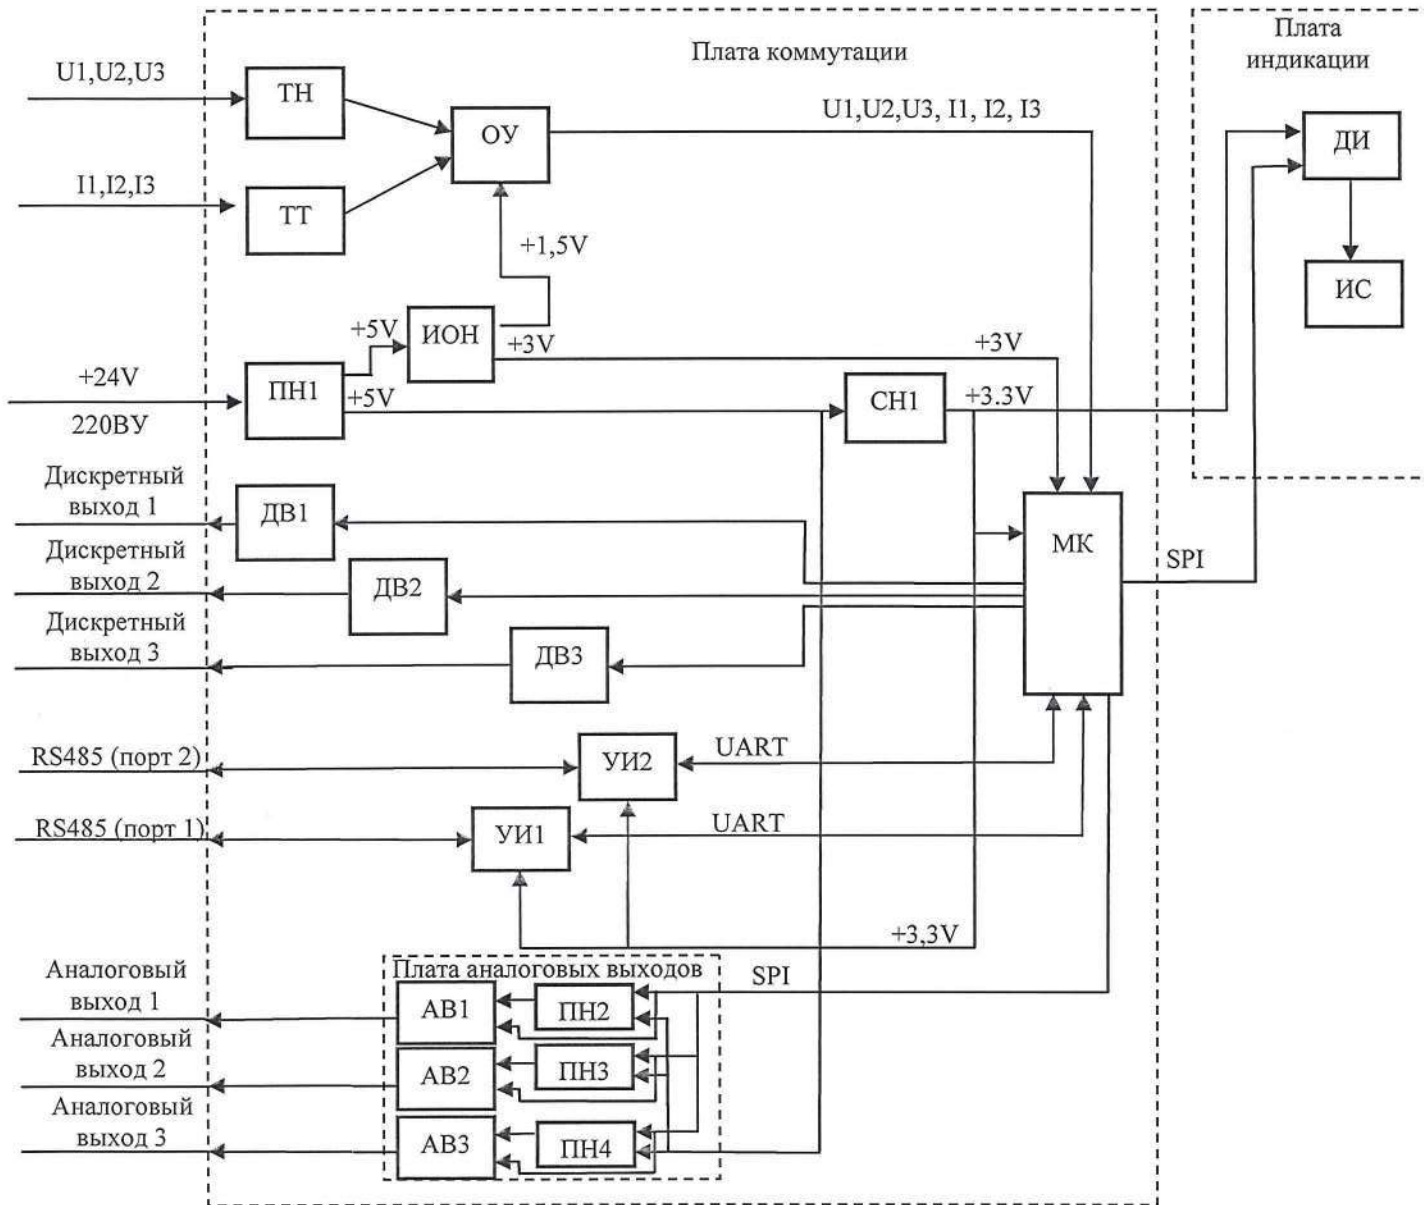 Плата коммутации
Плата
индикации
U1,U2,U3
ТН
ОУ
U1,U2,U3, I1, I2, I3
ДИ
I1,I2,I3
ТТ
+1,5V
ИС
+5V
ИОН
+3V
+3V
+24V
220ВУ
ПН1
+5V
СН1
+3.3V
Дискретный
выход 1
ДВ1
МК
SPI
Дискретный
выход 2
ДВ2
Дискретный
выход 3
ДВ3
RS485 (порт 2)
УИ2
UART
RS485 (порт 1)
УИ1
UART
+3,3V
Плата аналоговых выходов
SPI
Аналоговый
выход 1
АВ1
ПН2
Аналоговый
выход 2
АВ2
ПН3
Аналоговый
выход 3
АВ3
ПН4